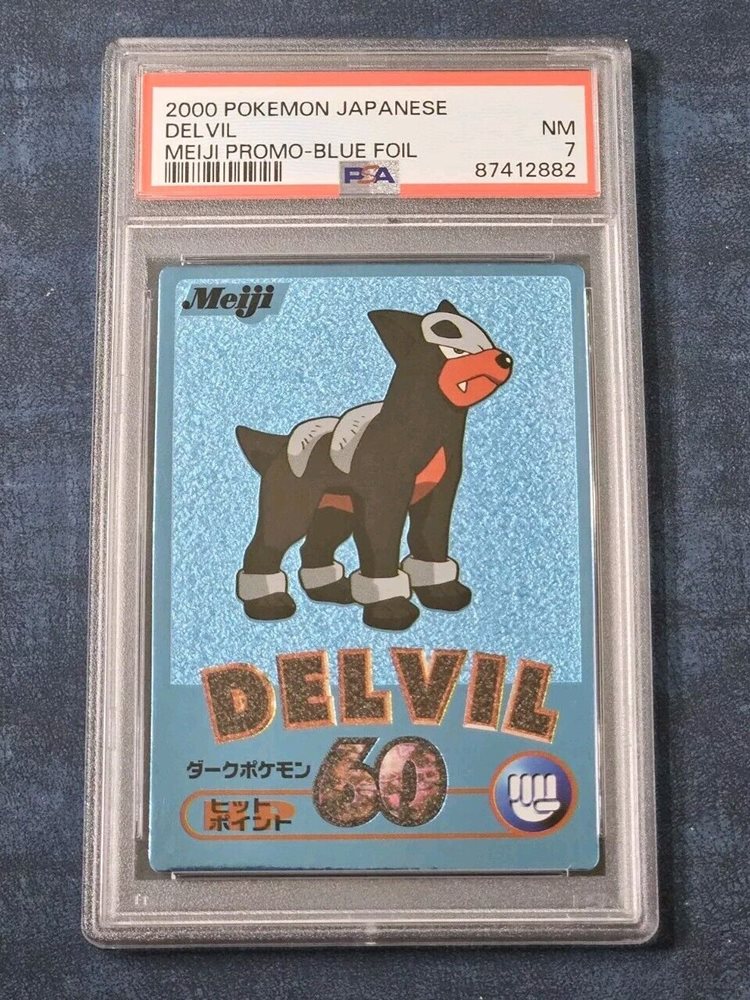 2000 POKEMON JAPANESE
DELVIL NM
MEIJI PROMO-BLUE FOIL 7
PSA 87412882
Meiji
DELVIL
ダークポケモン 60
HP ヒットポイント